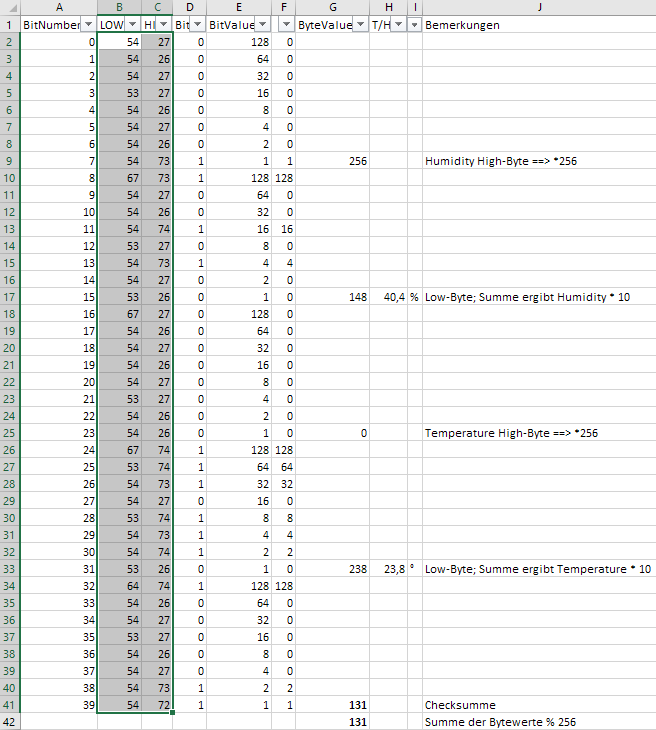 A B C D E F G H I J
1 BitNumber LOW HI Bit BitValue ByteValue T/H Bemerkungen
2 0 54 27 0 128 0
3 1 54 26 0 64 0
4 2 54 27 0 32 0
5 3 53 27 0 16 0
6 4 54 26 0 8 0
7 5 54 27 0 4 0
8 6 54 26 0 2 0
9 7 54 73 1 1 1 256 Humidity High-Byte ==> *256
10 8 67 73 1 128 128
11 9 54 27 0 64 0
12 10 54 26 0 32 0
13 11 54 74 1 16 16
14 12 53 27 0 8 0
15 13 54 73 1 4 4
16 14 54 27 0 2 0
17 15 53 26 0 1 0 148 40,4 % Low-Byte; Summe ergibt Humidity * 10
18 16 67 27 0 128 0
19 17 54 26 0 64 0
20 18 54 27 0 32 0
21 19 54 26 0 16 0
22 20 54 27 0 8 0
23 21 53 27 0 4 0
24 22 54 26 0 2 0
25 23 54 26 0 1 0 0 Temperature High-Byte ==> *256
26 24 67 74 1 128 128
27 25 53 74 1 64 64
28 26 54 73 1 32 32
29 27 54 27 0 16 0
30 28 53 74 1 8 8
31 29 54 73 1 4 4
32 30 54 74 1 2 2
33 31 53 26 0 1 0 238 23,8 ° Low-Byte; Summe ergibt Temperature * 10
34 32 64 74 1 128 128
35 33 54 26 0 64 0
36 34 54 27 0 32 0
37 35 53 27 0 16 0
38 36 54 26 0 8 0
39 37 54 27 0 4 0
40 38 54 73 1 2 2
41 39 54 72 1 1 1 131 Checksumme
42 131 Summe der Bytewerte % 256